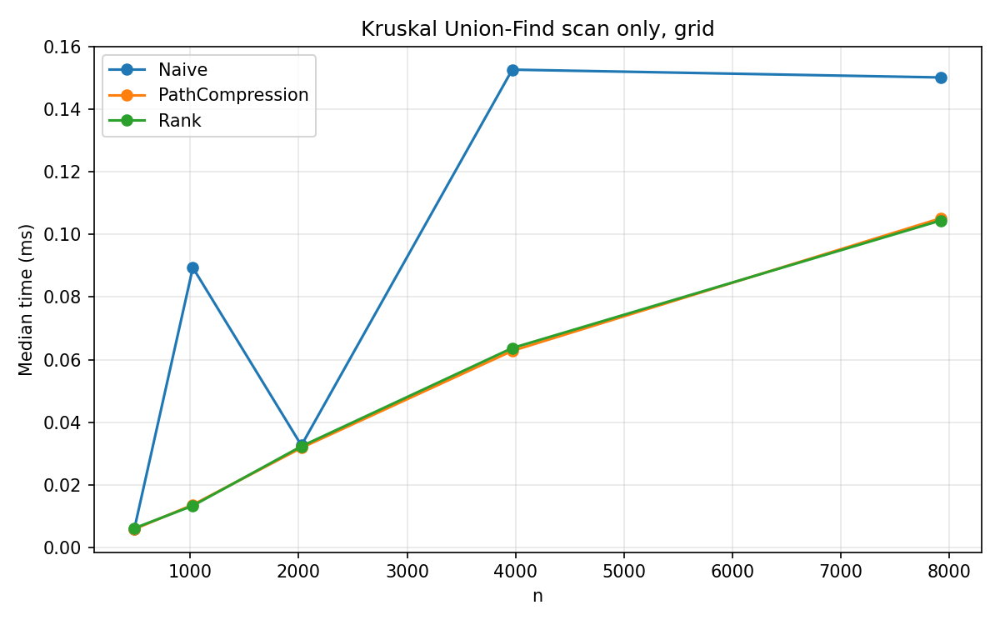 Kruskal Union-Find scan only, grid
Naive
PathCompression
Rank
Median time (ms)
0.16
0.14
0.12
0.10
0.08
0.06
0.04
0.02
0.00
1000 2000 3000 4000 5000 6000 7000 8000
n